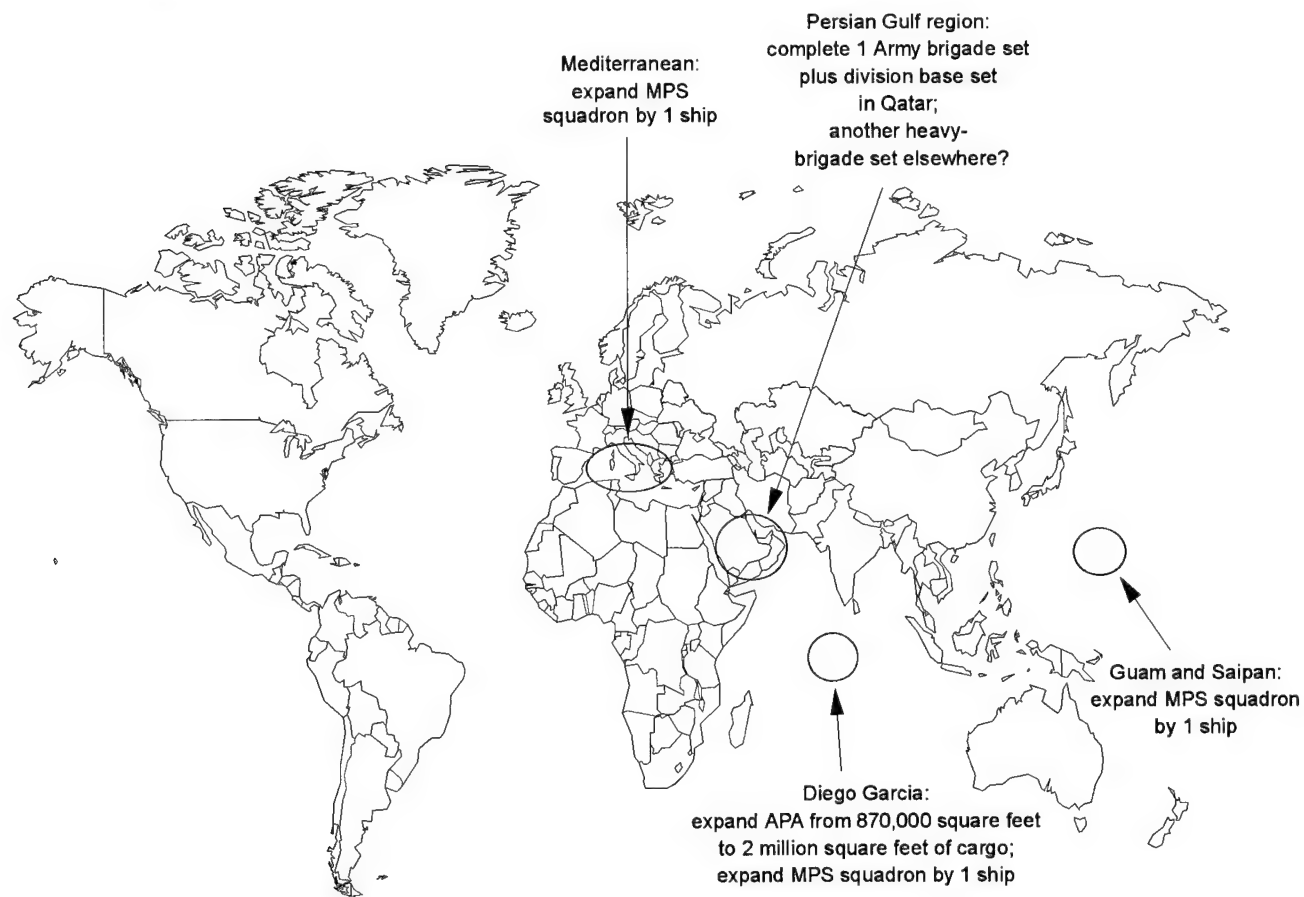 Persian Gulf region:
complete 1 Army brigade set
plus division base set
in Qatar;
another heavy-
brigade set elsewhere?
Mediterranean:
expand MPS
squadron by 1 ship
Guam and Saipan:
expand MPS squadron
by 1 ship
Diego Garcia:
expand APA from 870,000 square feet
to 2 million square feet of cargo;
expand MPS squadron by 1 ship